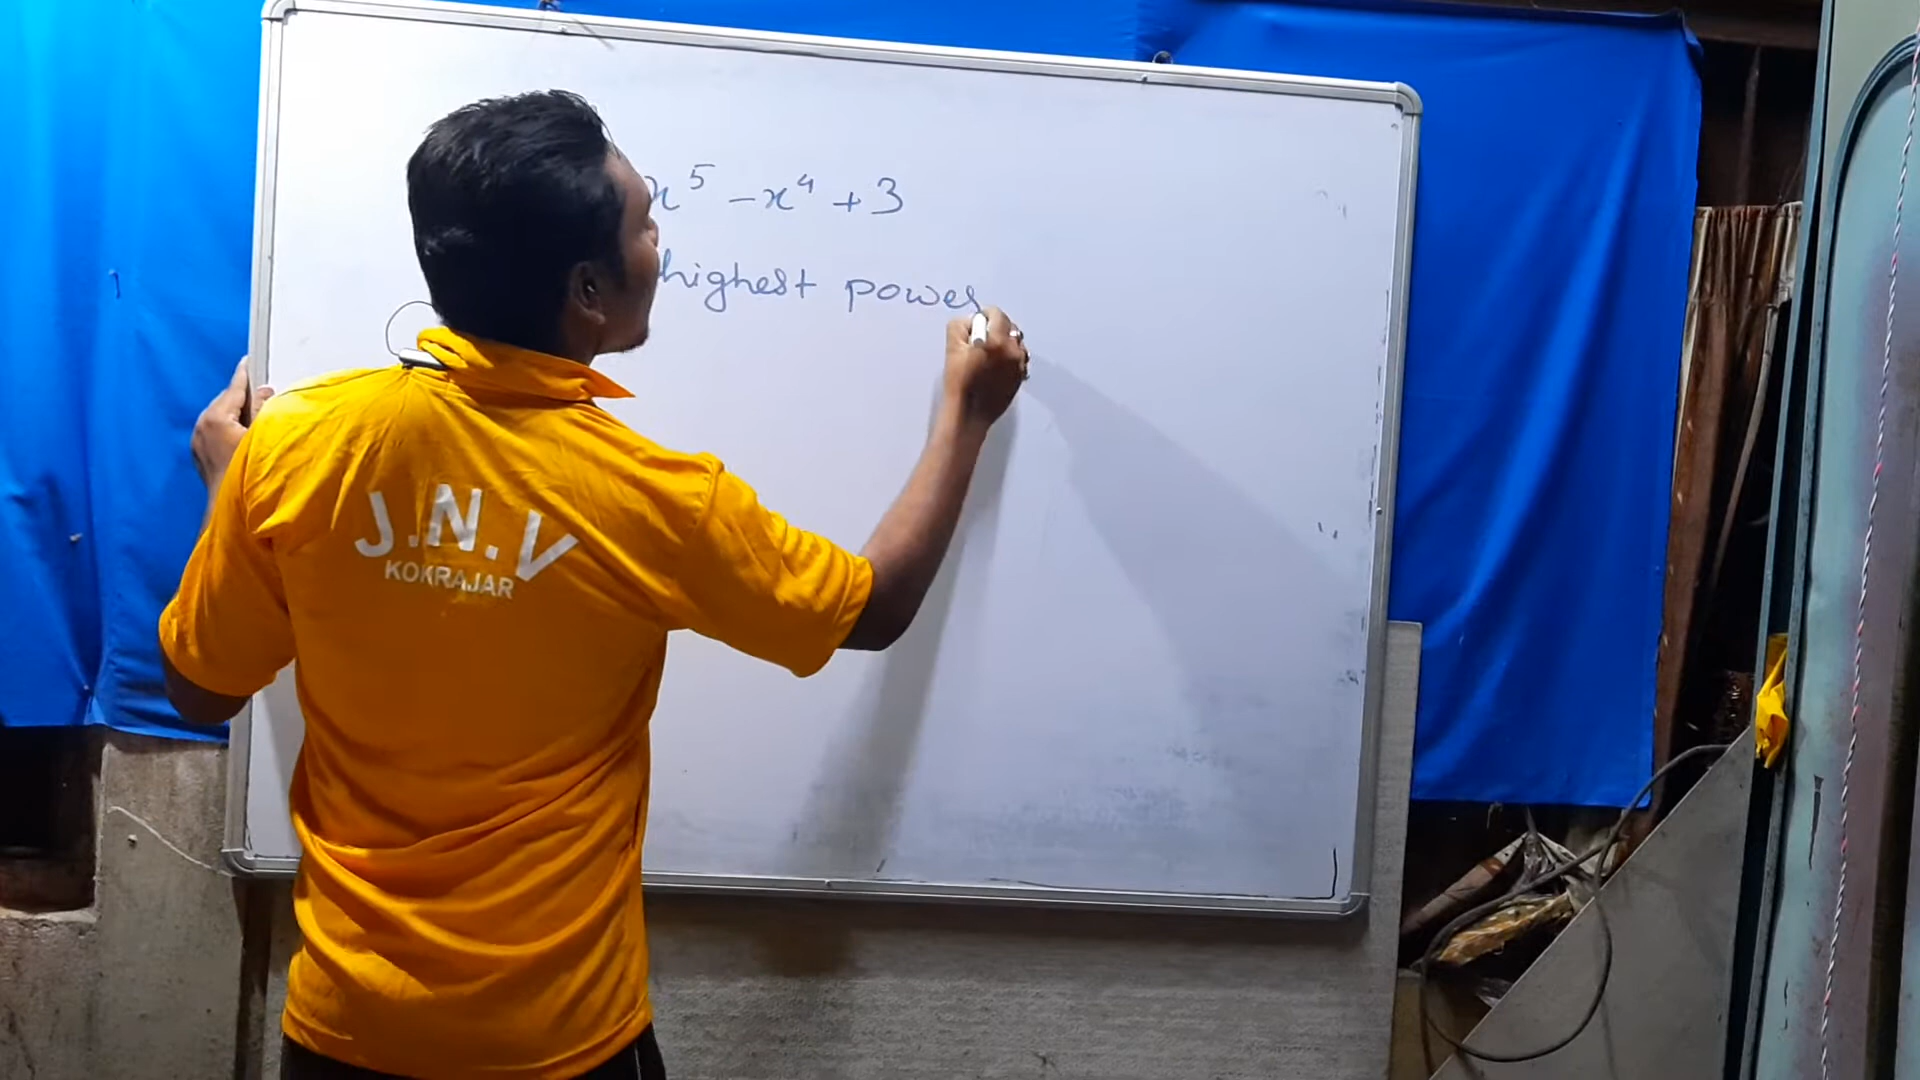 x⁵ - x⁴ + 3
highest power
J.N.V
KOKRAJAR